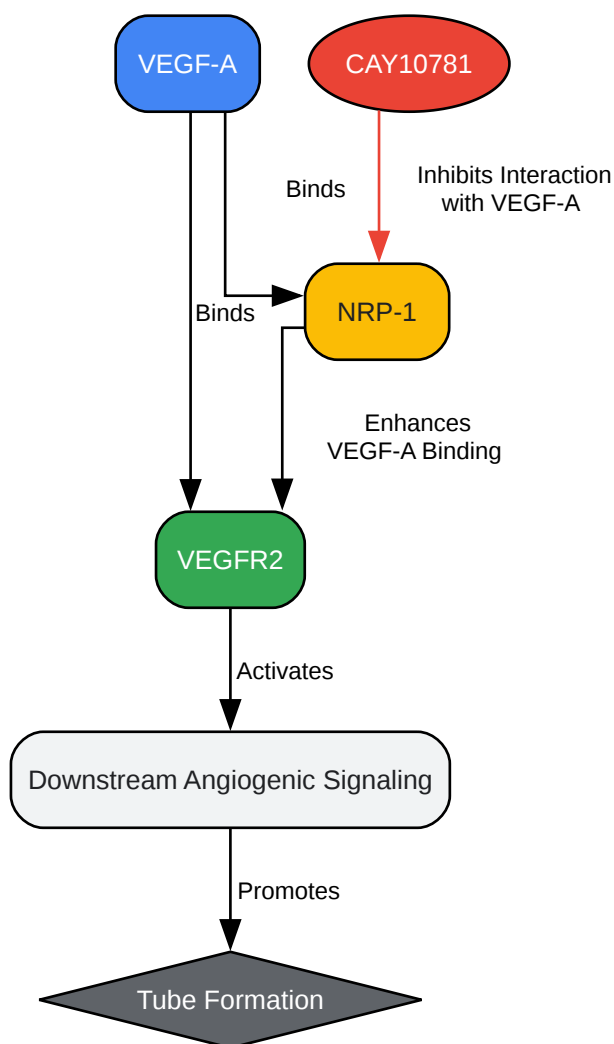 VEGF-A
CAY10781
Binds
Inhibits Interaction
with VEGF-A
Binds
NRP-1
Enhances
VEGF-A Binding
VEGFR2
Activates
Downstream Angiogenic Signaling
Promotes
Tube Formation